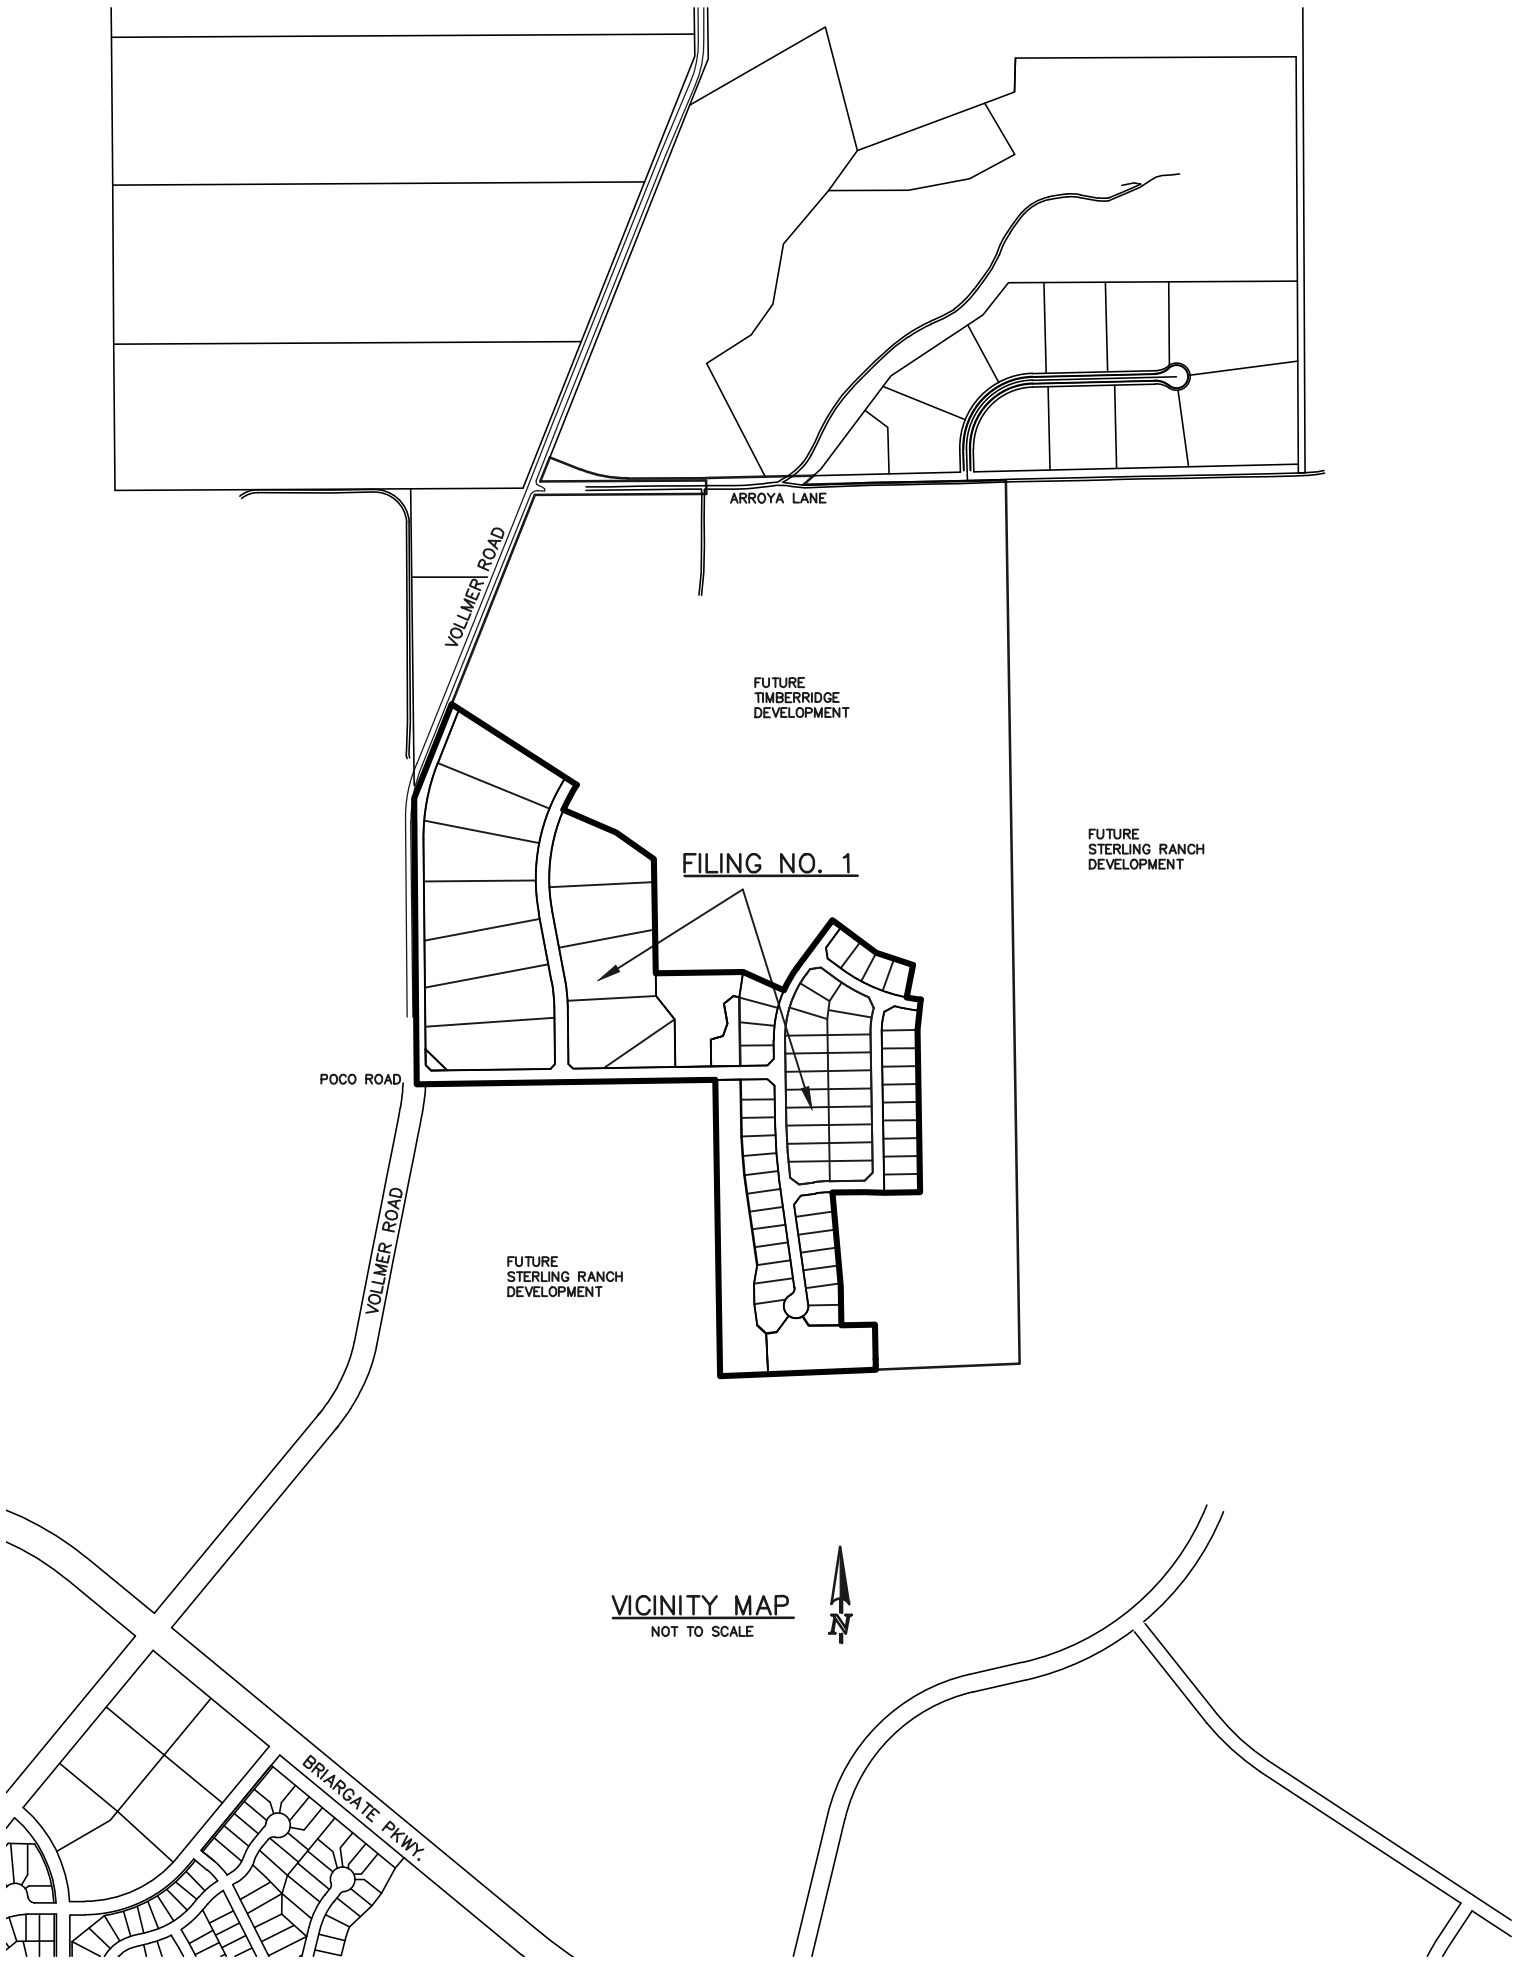 ARROYA LANE
VOLLMER ROAD
FUTURE
TIMBERRIDGE
DEVELOPMENT
FUTURE
STERLING RANCH
DEVELOPMENT
FILING NO. 1
POCO ROAD
VOLLMER ROAD
FUTURE
STERLING RANCH
DEVELOPMENT
VICINITY MAP
NOT TO SCALE
N
BRIARGATE PKWY.